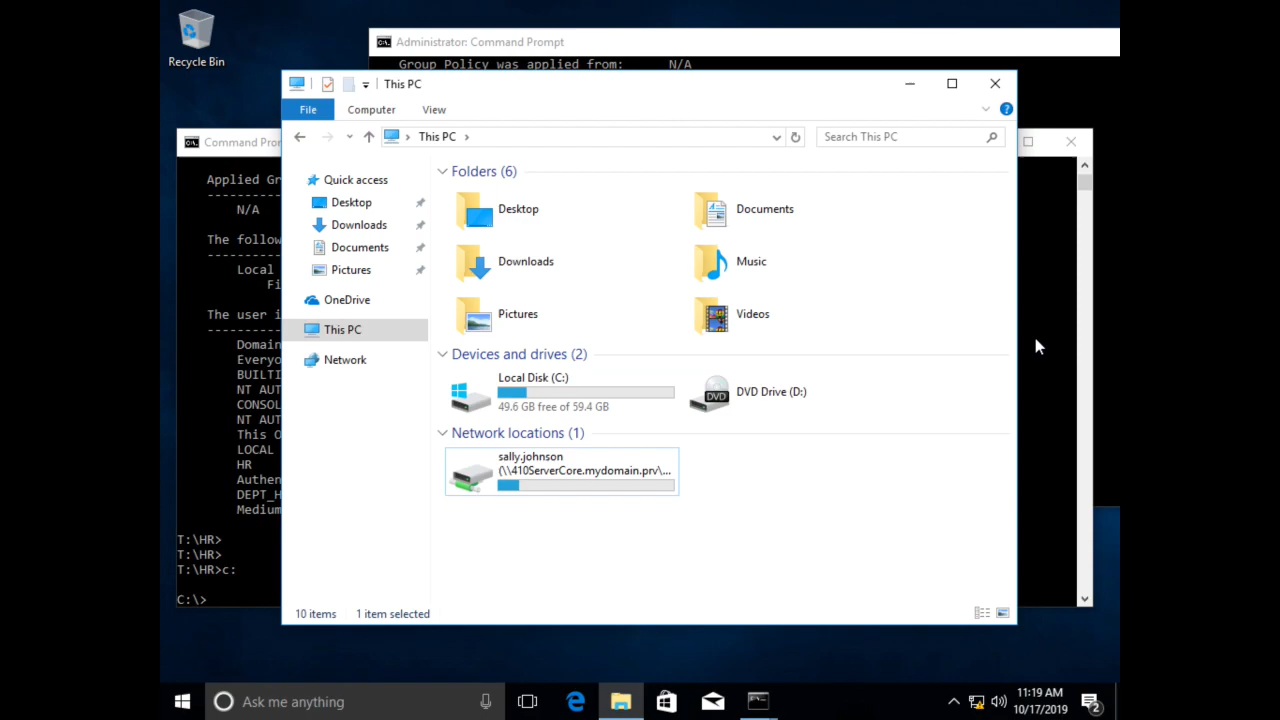 Recycle Bin
Administrator: Command Prompt
Group Policy was applied from: N/A
This PC
File Computer View
This PC
Search This PC
Command Pro
Applied Gr
-----------
N/A
The follow
-----------
Local
Fi
The user i
-----------
Domain
Everyo
BUILTI
NT AUT
CONSOL
NT AUT
This O
LOCAL
HR
Authen
DEPT_H
Medium
T:\HR>
T:\HR>
T:\HR>c:
C:\>
Quick access
Desktop
Downloads
Documents
Pictures
OneDrive
This PC
Network
Folders (6)
Desktop
Documents
Downloads
Music
Pictures
Videos
Devices and drives (2)
Local Disk (C:)
49.6 GB free of 59.4 GB
DVD
DVD Drive (D:)
Network locations (1)
sally.johnson
(\\410ServerCore.mydomain.prv\...
10 items 1 item selected
Ask me anything
11:19 AM
10/17/2019
2